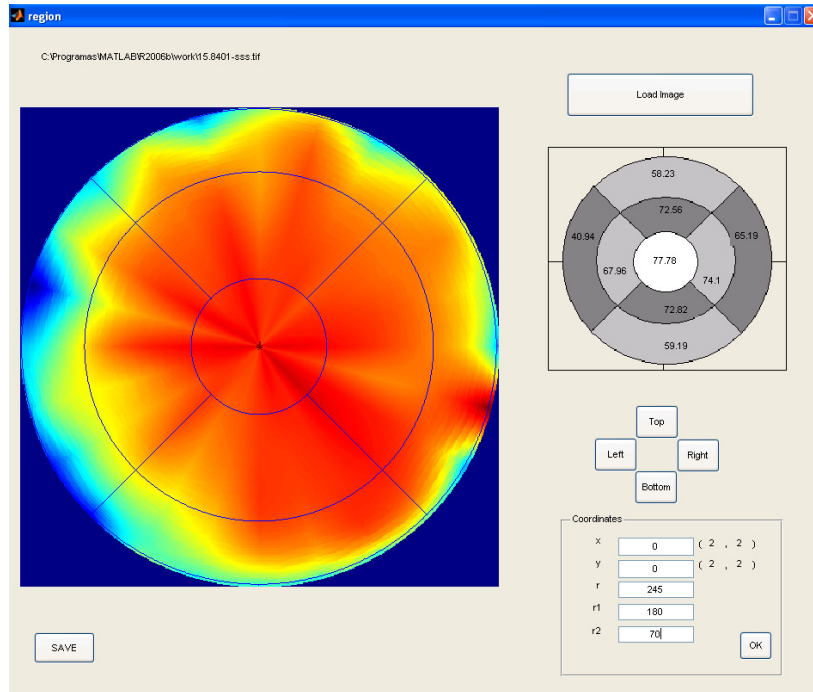 region
C:\Programas\MATLAB\R2006b\work\15.8401-sss.tif
Load Image
58.23
72.56
40.94
65.19
77.78
67.96
74.1
72.82
59.19
Top
Left
Right
Bottom
Coordinates
x 0 ( 2 , 2 )
y 0 ( 2 , 2 )
r 245
r1 180
r2 70
OK
SAVE